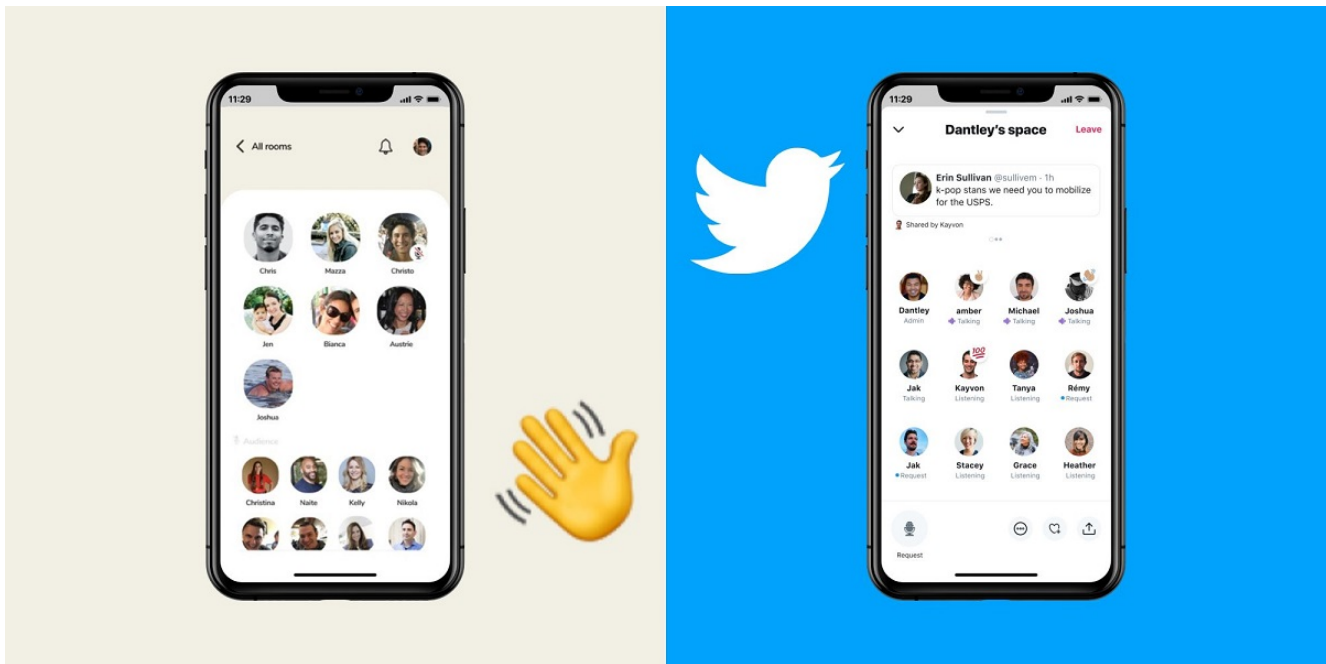 11:29
All rooms
Chris Mazza Christo
Jen Bianca Austrie
Joshua
Audience
Christina Naite Kelly Nikola
11:29
Dantley's space Leave
Erin Sullivan @sullivem · 1h
k-pop stans we need you to mobilize
for the USPS.
Shared by Kayvon
Dantley amber Michael Joshua
Admin Talking Talking Talking
100
Jak Kayvon Tanya Rémy
Talking Listening Listening Request
Jak Stacey Grace Heather
Request Listening Listening Listening
Request